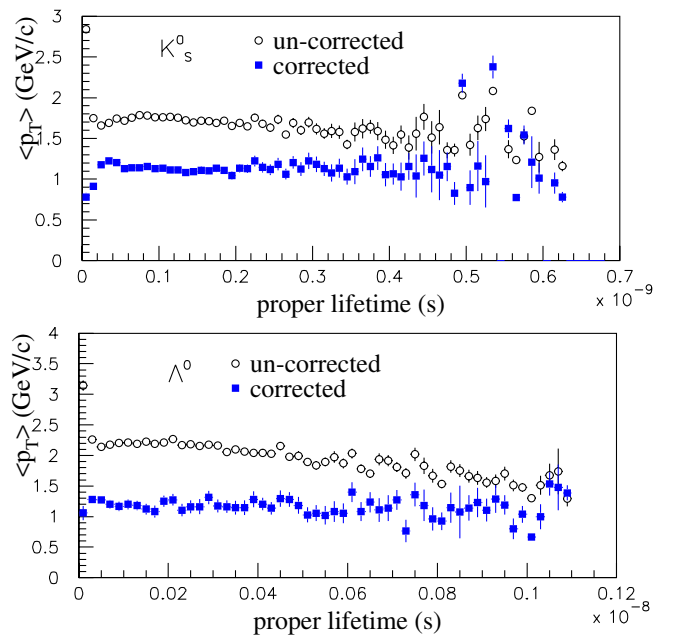 <p_T> (GeV/c)
3
2.5
2
1.5
1
0.5
0
K⁰ₛ
un-corrected
corrected
0 0.1 0.2 0.3 0.4 0.5 0.6 0.7
x 10⁻⁹
proper lifetime (s)
<p_T> (GeV/c)
4
3.5
3
2.5
2
1.5
1
0.5
0
Λ⁰
un-corrected
corrected
0 0.02 0.04 0.06 0.08 0.1 0.12
x 10⁻⁸
proper lifetime (s)